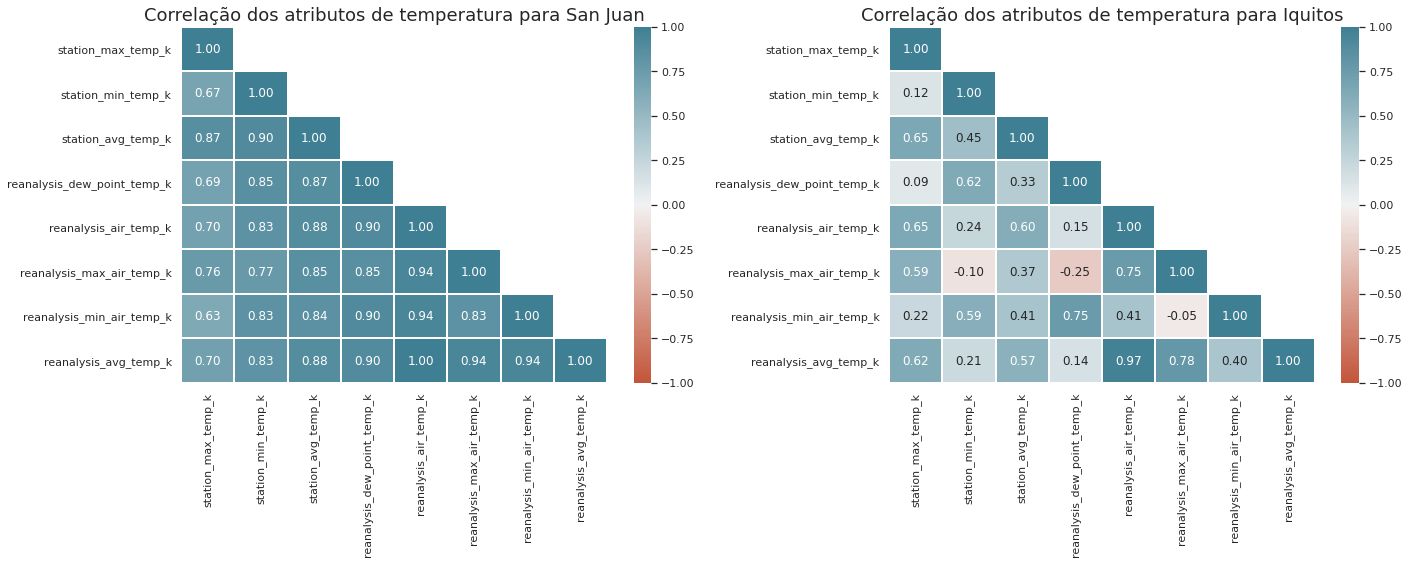 Correlação dos atributos de temperatura para San Juan
station_max_temp_k 1.00
station_min_temp_k 0.67 1.00
station_avg_temp_k 0.87 0.90 1.00
reanalysis_dew_point_temp_k 0.69 0.85 0.87 1.00
reanalysis_air_temp_k 0.70 0.83 0.88 0.90 1.00
reanalysis_max_air_temp_k 0.76 0.77 0.85 0.85 0.94 1.00
reanalysis_min_air_temp_k 0.63 0.83 0.84 0.90 0.94 0.83 1.00
reanalysis_avg_temp_k 0.70 0.83 0.88 0.90 1.00 0.94 0.94 1.00
station_max_temp_k
station_min_temp_k
station_avg_temp_k
reanalysis_dew_point_temp_k
reanalysis_air_temp_k
reanalysis_max_air_temp_k
reanalysis_min_air_temp_k
reanalysis_avg_temp_k
1.00
0.75
0.50
0.25
0.00
−0.25
−0.50
−0.75
−1.00
Correlação dos atributos de temperatura para Iquitos
station_max_temp_k 1.00
station_min_temp_k 0.12 1.00
station_avg_temp_k 0.65 0.45 1.00
reanalysis_dew_point_temp_k 0.09 0.62 0.33 1.00
reanalysis_air_temp_k 0.65 0.24 0.60 0.15 1.00
reanalysis_max_air_temp_k 0.59 -0.10 0.37 -0.25 0.75 1.00
reanalysis_min_air_temp_k 0.22 0.59 0.41 0.75 0.41 -0.05 1.00
reanalysis_avg_temp_k 0.62 0.21 0.57 0.14 0.97 0.78 0.40 1.00
station_max_temp_k
station_min_temp_k
station_avg_temp_k
reanalysis_dew_point_temp_k
reanalysis_air_temp_k
reanalysis_max_air_temp_k
reanalysis_min_air_temp_k
reanalysis_avg_temp_k
1.00
0.75
0.50
0.25
0.00
−0.25
−0.50
−0.75
−1.00